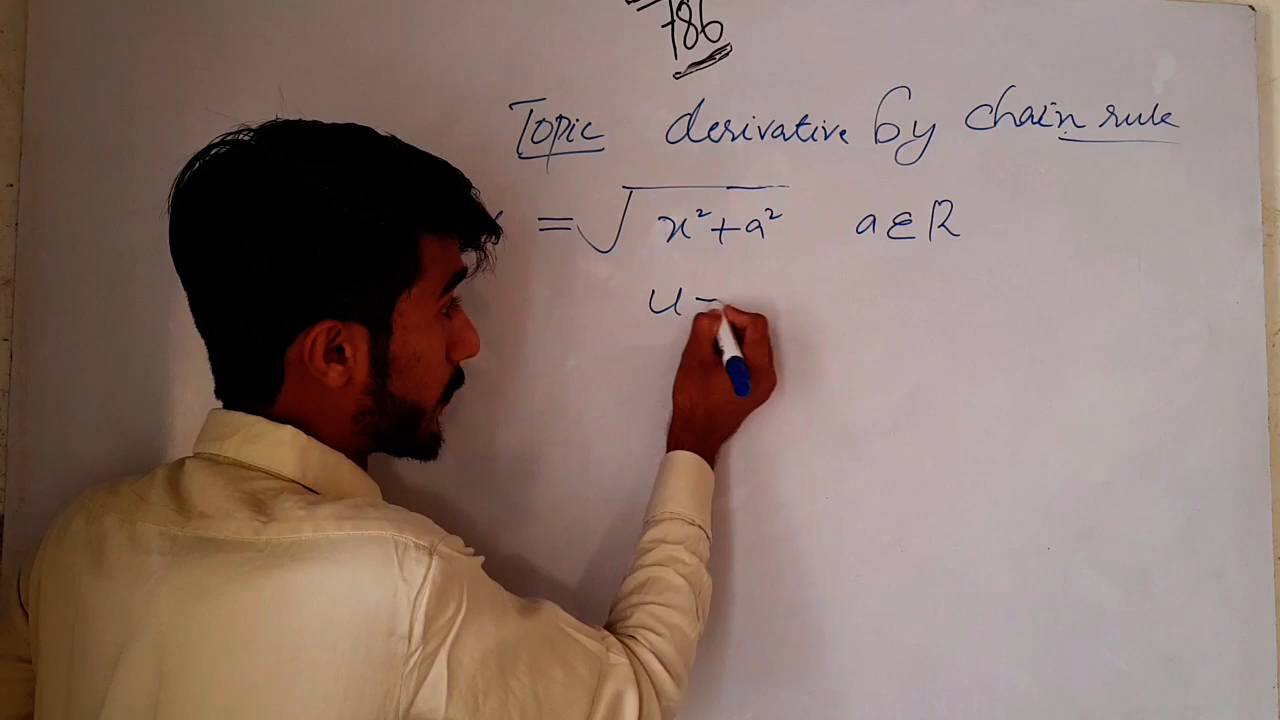 786
Topic derivative by chain rule
= √x²+a² a ∈ R
u =